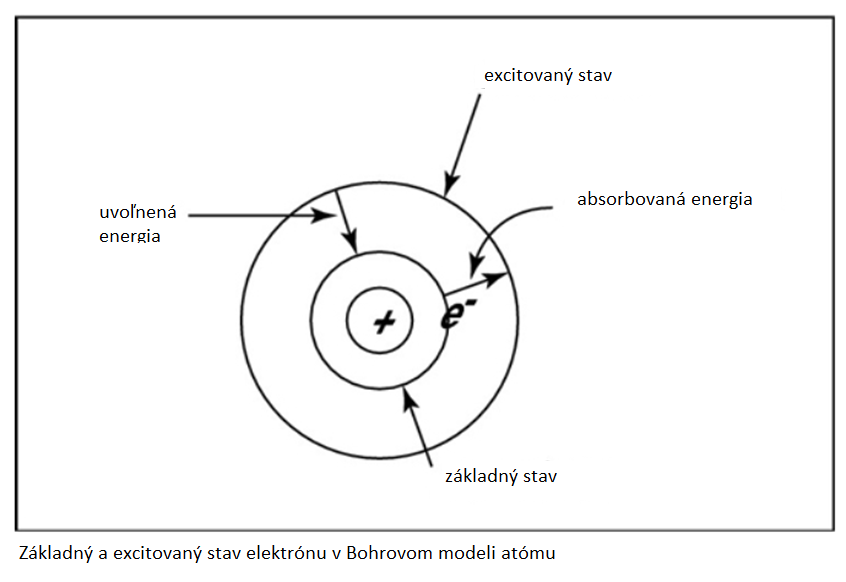 excitovaný stav
absorbovaná energia
uvoľnená
energia
+
e-
základný stav
Základný a excitovaný stav elektrónu v Bohrovom modeli atómu